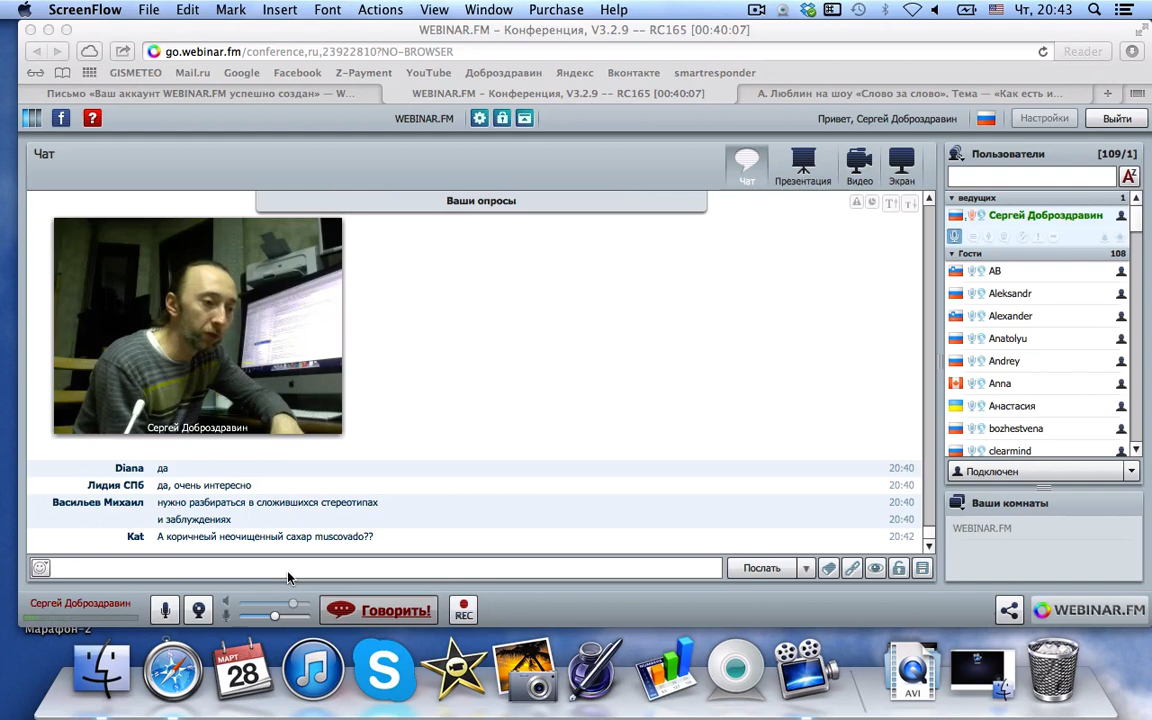 ScreenFlow File Edit Mark Insert Font Actions View Window Purchase Help Чт, 20:43
WEBINAR.FM – Конференция, V3.2.9 – RC165 [00:40:07]
go.webinar.fm/conference,ru,23922810?NO-BROWSER Reader
GISMETEO Mail.ru Google Facebook Z-Payment YouTube Доброздравин Яндекс Вконтакте smartresponder
Письмо «Ваш аккаунт WEBINAR.FM успешно создан» — W... WEBINAR.FM – Конференция, V3.2.9 – RC165 [00:40:07] А. Люблин на шоу «Слово за слово». Тема — «Как есть и...
f ? WEBINAR.FM Привет, Сергей Доброздравин Настройки Выйти
Чат
Чат Презентация Видео Экран
Ваши опросы
Сергей Доброздравин
Diana да 20:40
Лидия СПб да, очень интересно 20:40
Васильев Михаил нужно разбираться в сложившихся стереотипах 20:40
и заблуждениях 20:40
Kat А коричнеый неочищенный сахар muscovado?? 20:42
Послать
Сергей Доброздравин Говорить! REC
WEBINAR.FM
Пользователи [109/1]
ведущих 1
Сергей Доброздравин
Гости 108
AB
Aleksandr
Alexander
Anatolyu
Andrey
Anna
Анастасия
bozhestvena
clearmind
Подключен
Ваши комнаты
WEBINAR.FM
Марафон-2
МАРТ
28
AVI